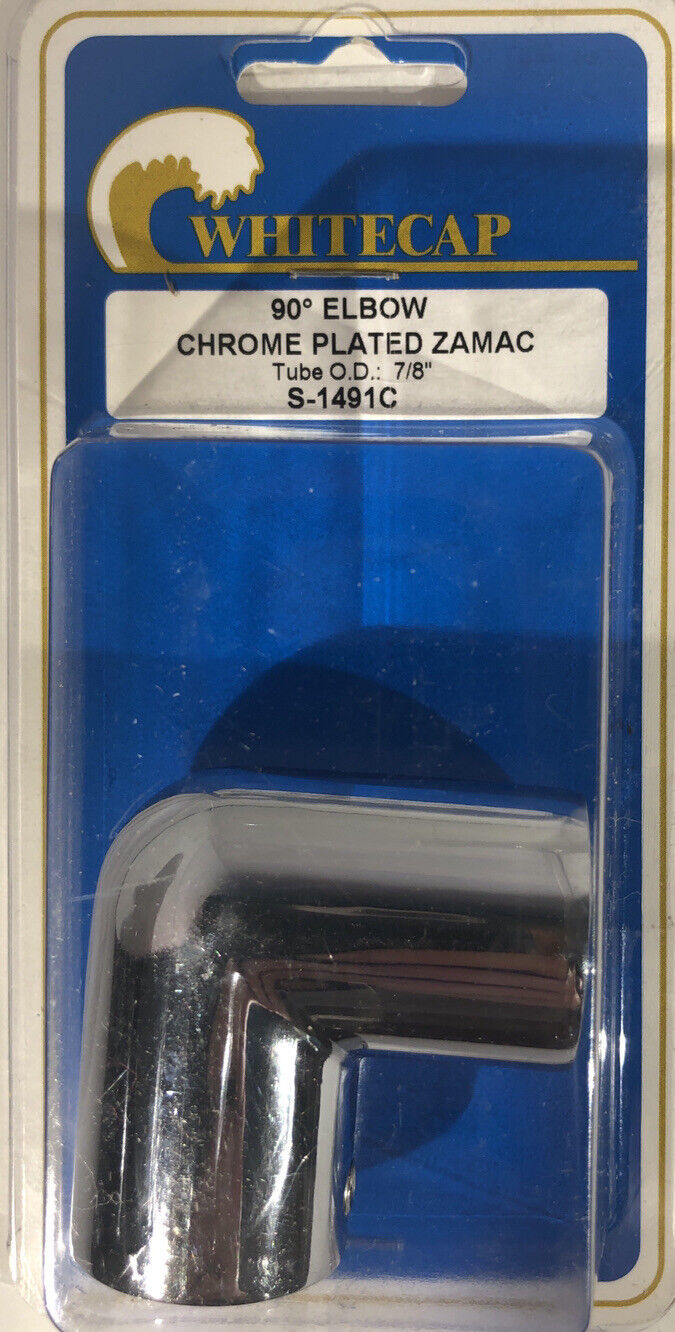 WHITECAP
90° ELBOW
CHROME PLATED ZAMAC
Tube O.D.: 7/8"
S-1491C